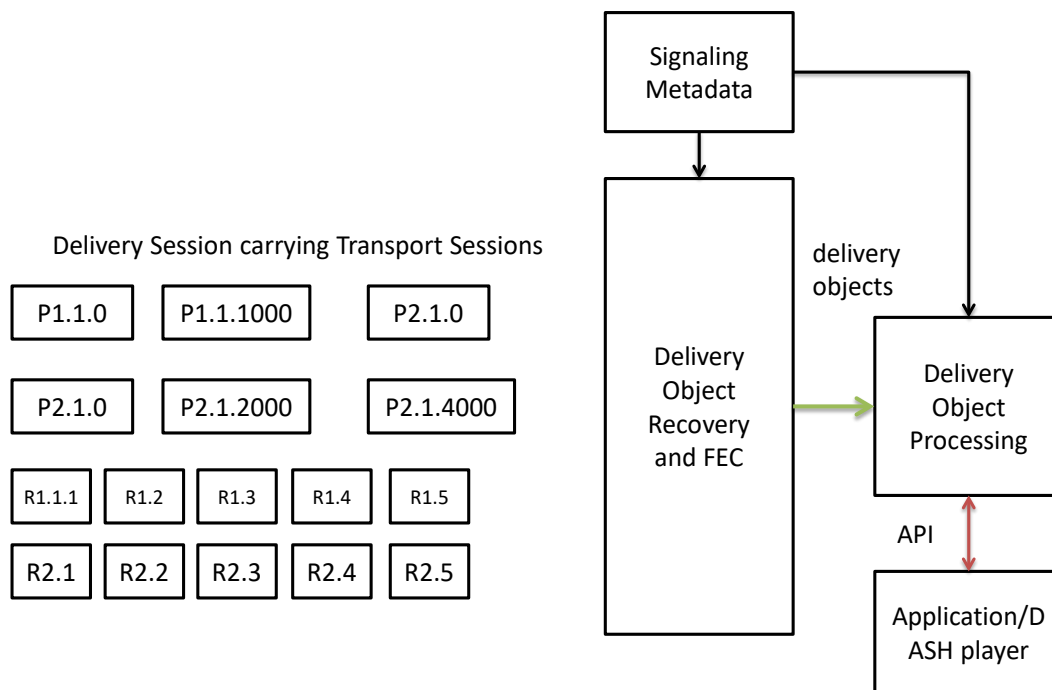 Signaling
Metadata
Delivery Session carrying Transport Sessions
P1.1.0
P1.1.1000
P2.1.0
P2.1.0
P2.1.2000
P2.1.4000
R1.1.1
R1.2
R1.3
R1.4
R1.5
R2.1
R2.2
R2.3
R2.4
R2.5
Delivery
Object
Recovery
and FEC
delivery
objects
Delivery
Object
Processing
API
Application/D
ASH player